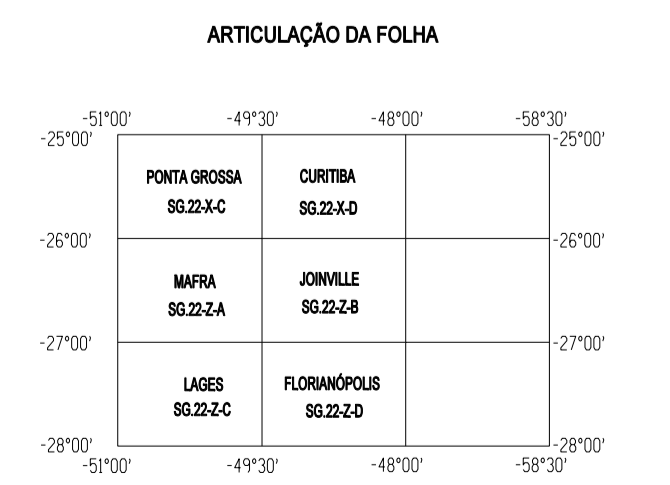 ARTICULAÇÃO DA FOLHA
-51°00' -49°30' -48°00' -58°30'
-25°00' -25°00'
PONTA GROSSA CURITIBA
SG.22-X-C SG.22-X-D
-26°00' -26°00'
MAFRA JOINVILLE
SG.22-Z-A SG.22-Z-B
-27°00' -27°00'
LAGES FLORIANÓPOLIS
SG.22-Z-C SG.22-Z-D
-28°00' -28°00'
-51°00' -49°30' -48°00' -58°30'